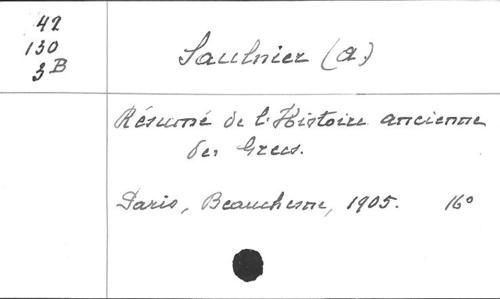 42
130
3B
Saulnier (A.)
Résumé de l'Histoire ancienne
des Grecs.
Paris, Beauchesne, 1905. 16°